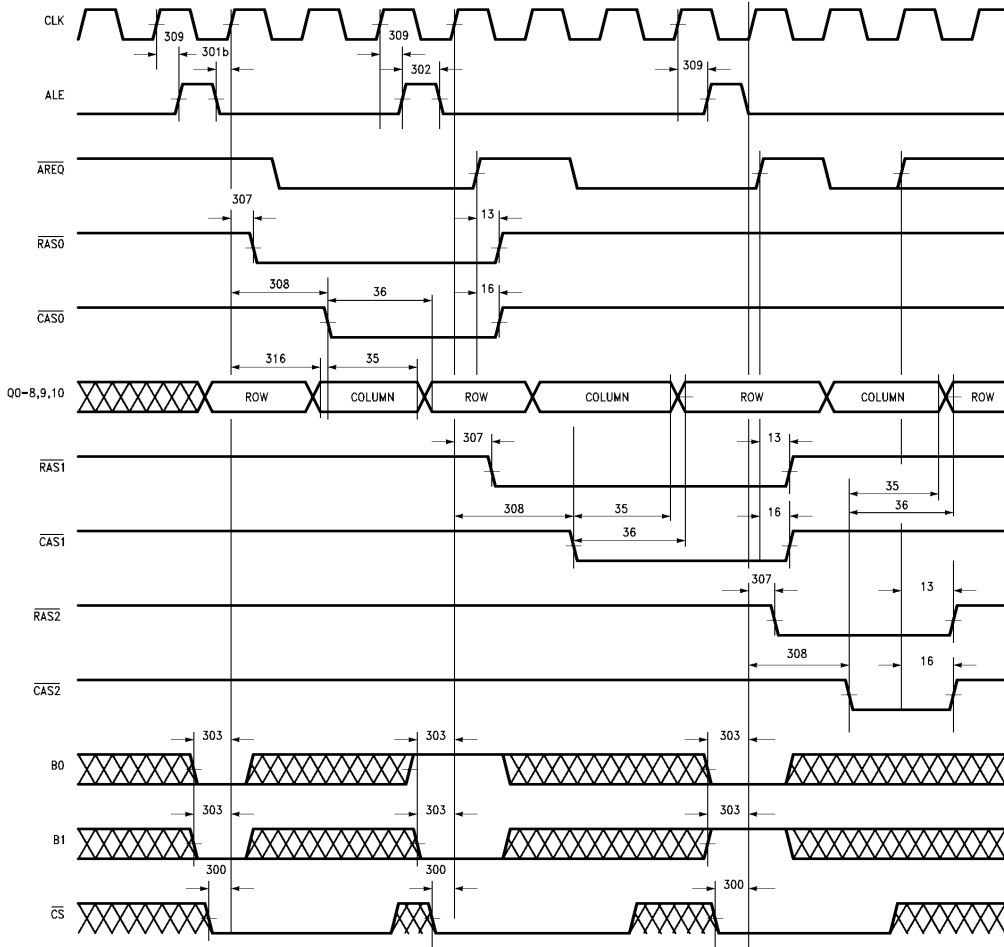 CLK
309 309
301b
302 309
ALE
AREQ
307 13
RAS0
308 36 16
CAS0
316 35
Q0-8,9,10 ROW COLUMN ROW COLUMN ROW COLUMN ROW
307 13
RAS1
35
308 35 36
16
36
CAS1
307 13
RAS2
308 16
CAS2
303 303 303
B0
303 303 303
B1
300 300 300
CS